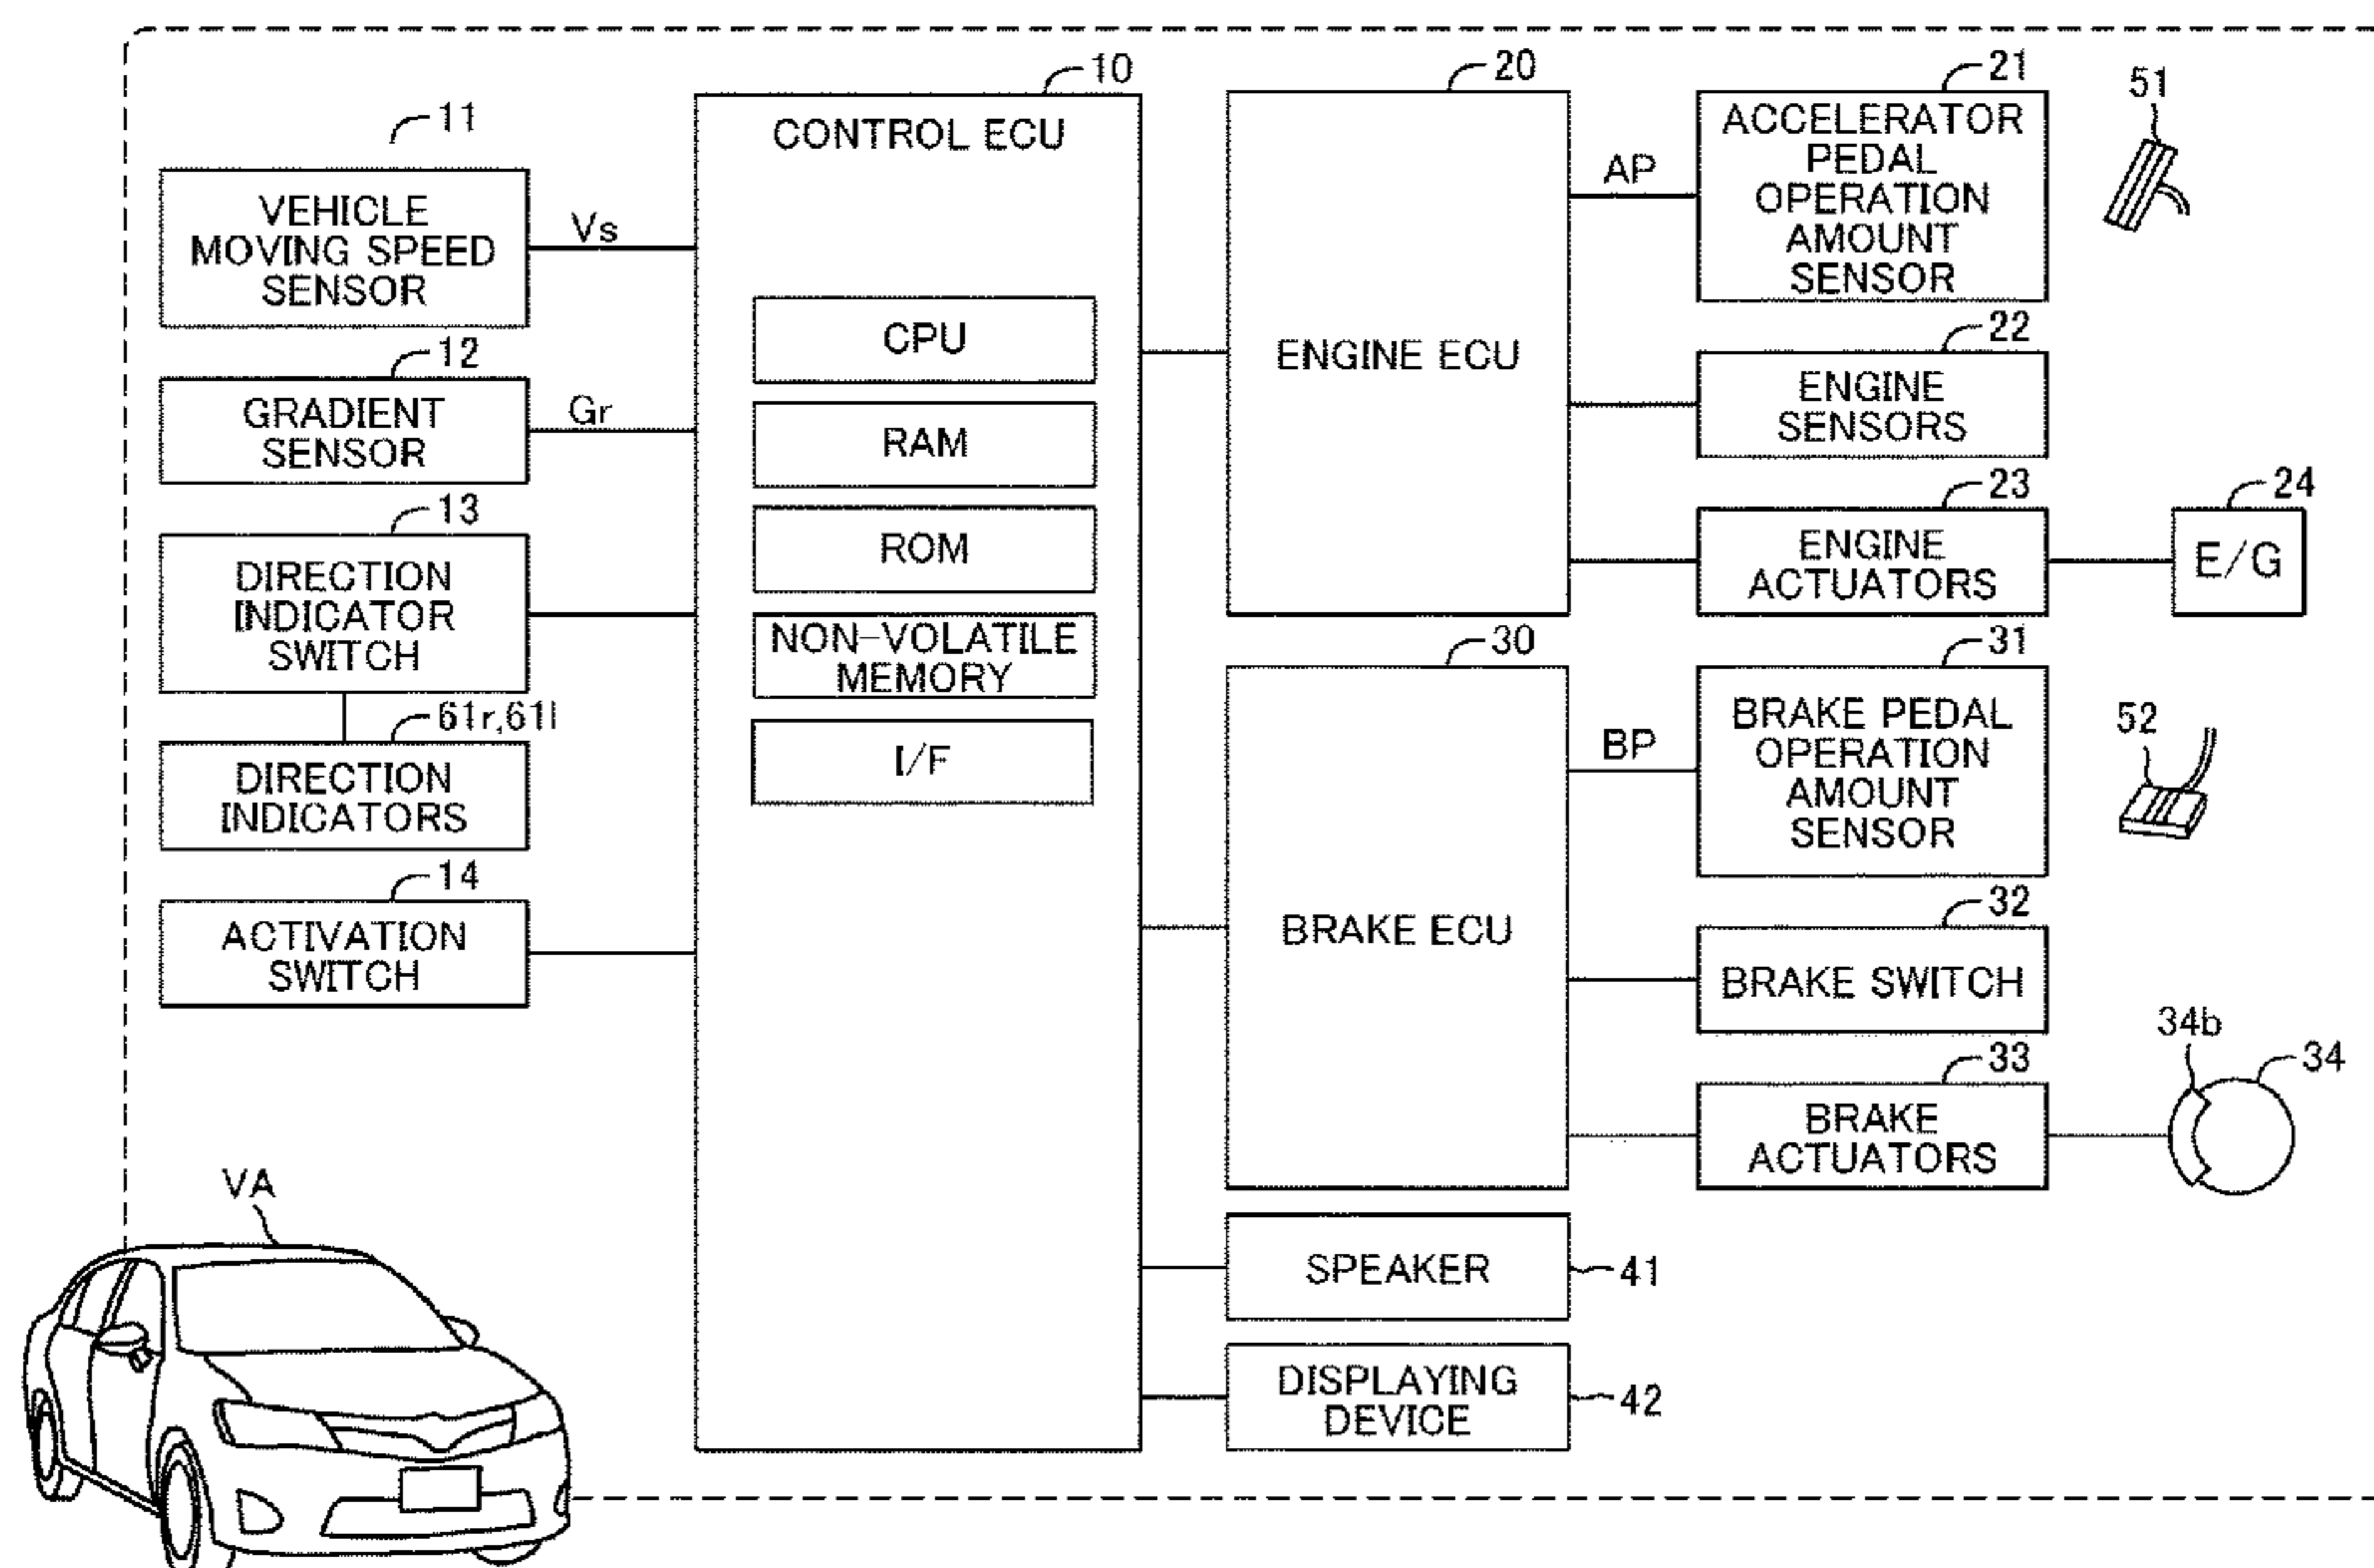 11
VEHICLE
MOVING SPEED
SENSOR
Vs
12
GRADIENT
SENSOR
Gr
13
DIRECTION
INDICATOR
SWITCH
61r,61l
DIRECTION
INDICATORS
14
ACTIVATION
SWITCH
VA
10
CONTROL ECU
CPU
RAM
ROM
NON-VOLATILE
MEMORY
I/F
20
ENGINE ECU
AP
21
ACCELERATOR
PEDAL
OPERATION
AMOUNT
SENSOR
51
22
ENGINE
SENSORS
23
ENGINE
ACTUATORS
24
E/G
30
BRAKE ECU
BP
31
BRAKE PEDAL
OPERATION
AMOUNT
SENSOR
52
32
BRAKE SWITCH
33
BRAKE
ACTUATORS
34b
34
SPEAKER
41
DISPLAYING
DEVICE
42